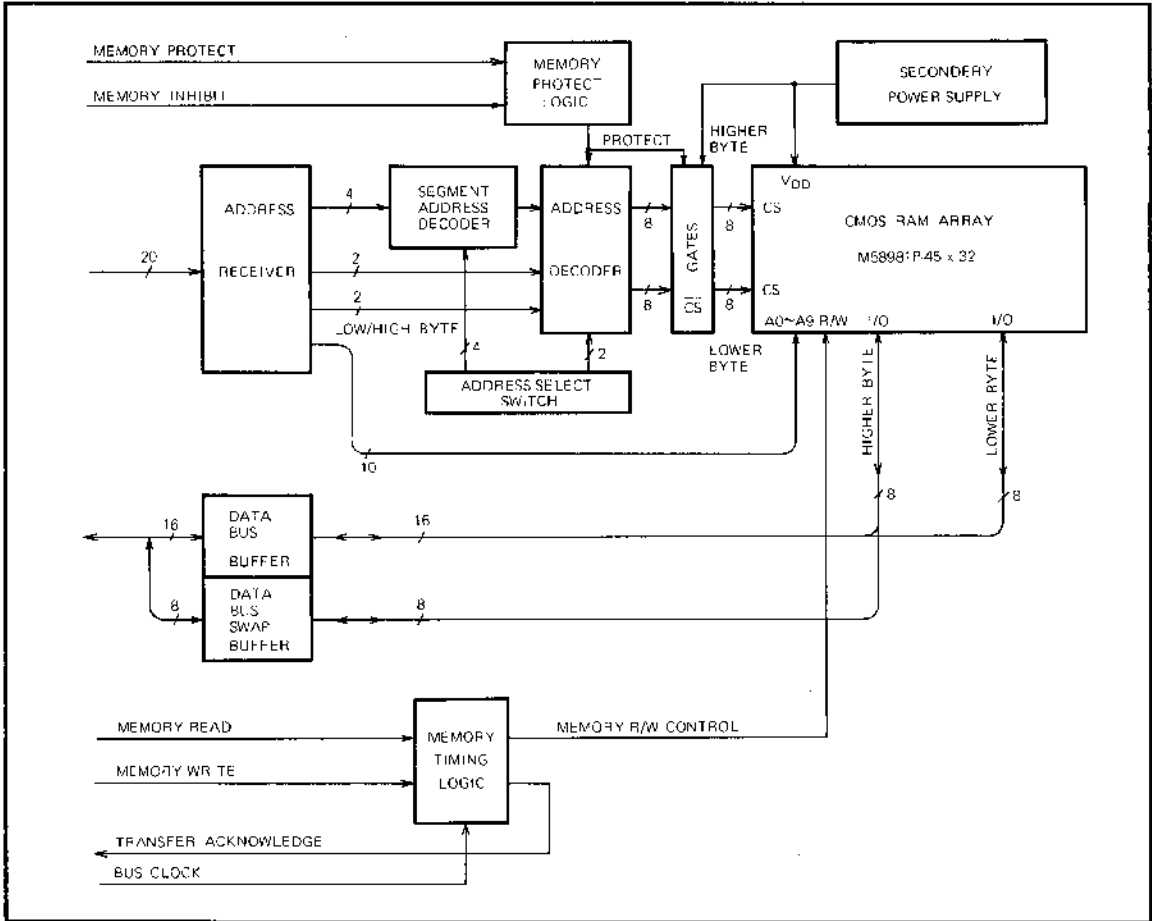 MEMORY PROTECT
MEMORY INHIBIT
MEMORY
PROTECT
LOGIC
SECONDERY
POWER SUPPLY
PROTECT
HIGHER
BYTE
ADDRESS
RECEIVER
20
4
2
2
LOW/HIGH BYTE
SEGMENT
ADDRESS
DECODER
ADDRESS
DECODER
8
8
CS GATES
8
8
VDD
CS
CS
CMOS RAM ARRAY
M58981P-45 x 32
A0~A9 R/W I/O I/O
4
2
ADDRESS SELECT
SWITCH
LOWER
BYTE
10
HIGHER BYTE
LOWER BYTE
8
8
16
DATA
BUS
BUFFER
16
8
DATA
BUS
SWAP
BUFFER
8
MEMORY READ
MEMORY WRITE
MEMORY
TIMING
LOGIC
MEMORY R/W CONTROL
TRANSFER ACKNOWLEDGE
BUS CLOCK